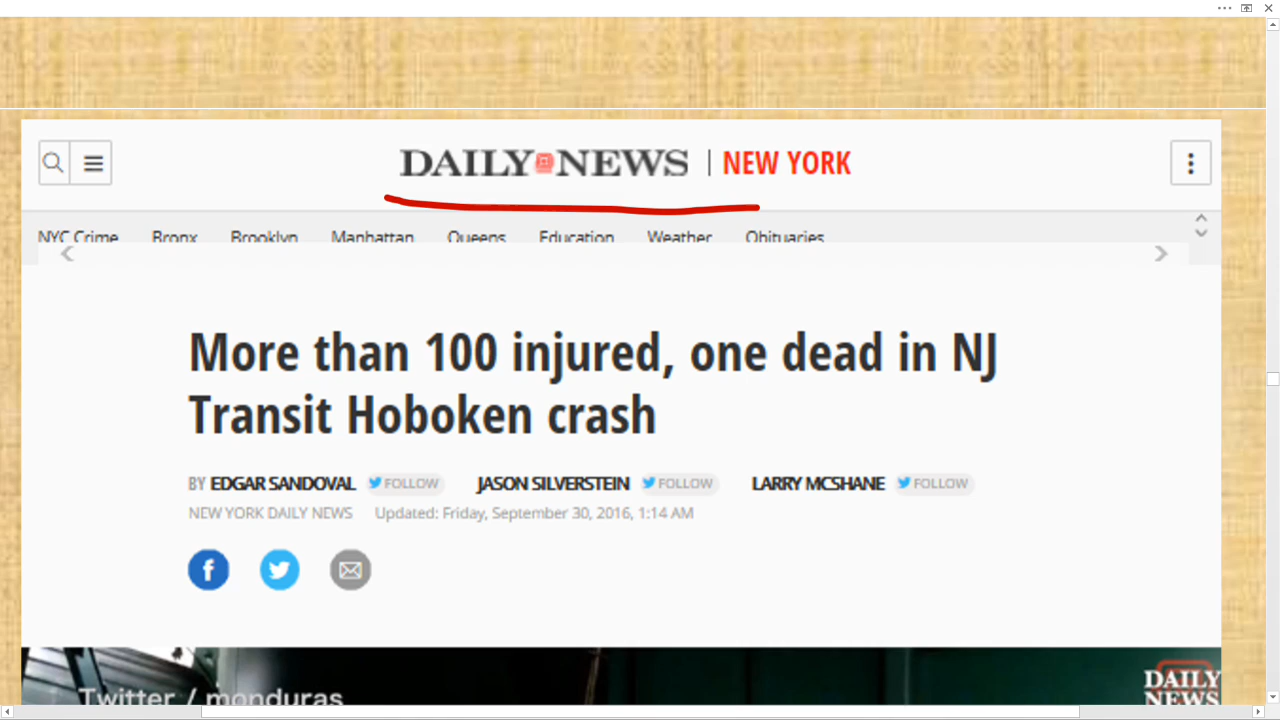 DAILY NEWS | NEW YORK
NYC Crime Bronx Brooklyn Manhattan Queens Education Weather Obituaries
More than 100 injured, one dead in NJ
Transit Hoboken crash
BY EDGAR SANDOVAL FOLLOW JASON SILVERSTEIN FOLLOW LARRY MCSHANE FOLLOW
NEW YORK DAILY NEWS Updated: Friday, September 30, 2016, 1:14 AM
Twitter / monduras
DAILY
NEWS